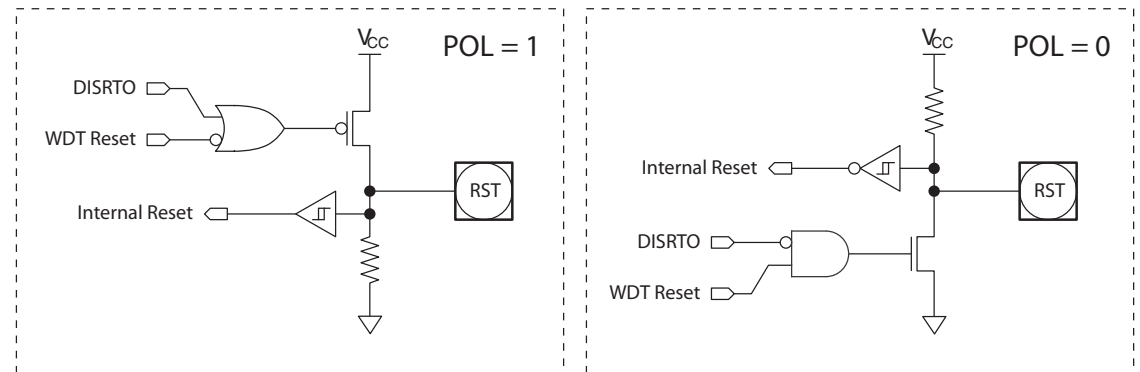 POL = 1
VCC
DISRTO
WDT Reset
RST
Internal Reset
POL = 0
VCC
Internal Reset
RST
DISRTO
WDT Reset